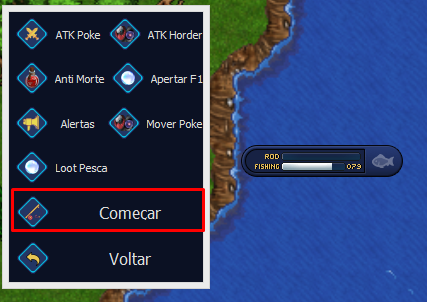 ATK Poke
ATK Horder
Anti Morte
Apertar F1
Alertas
Mover Poke
Loot Pesca
Começar
Voltar
ROD
FISHING 079